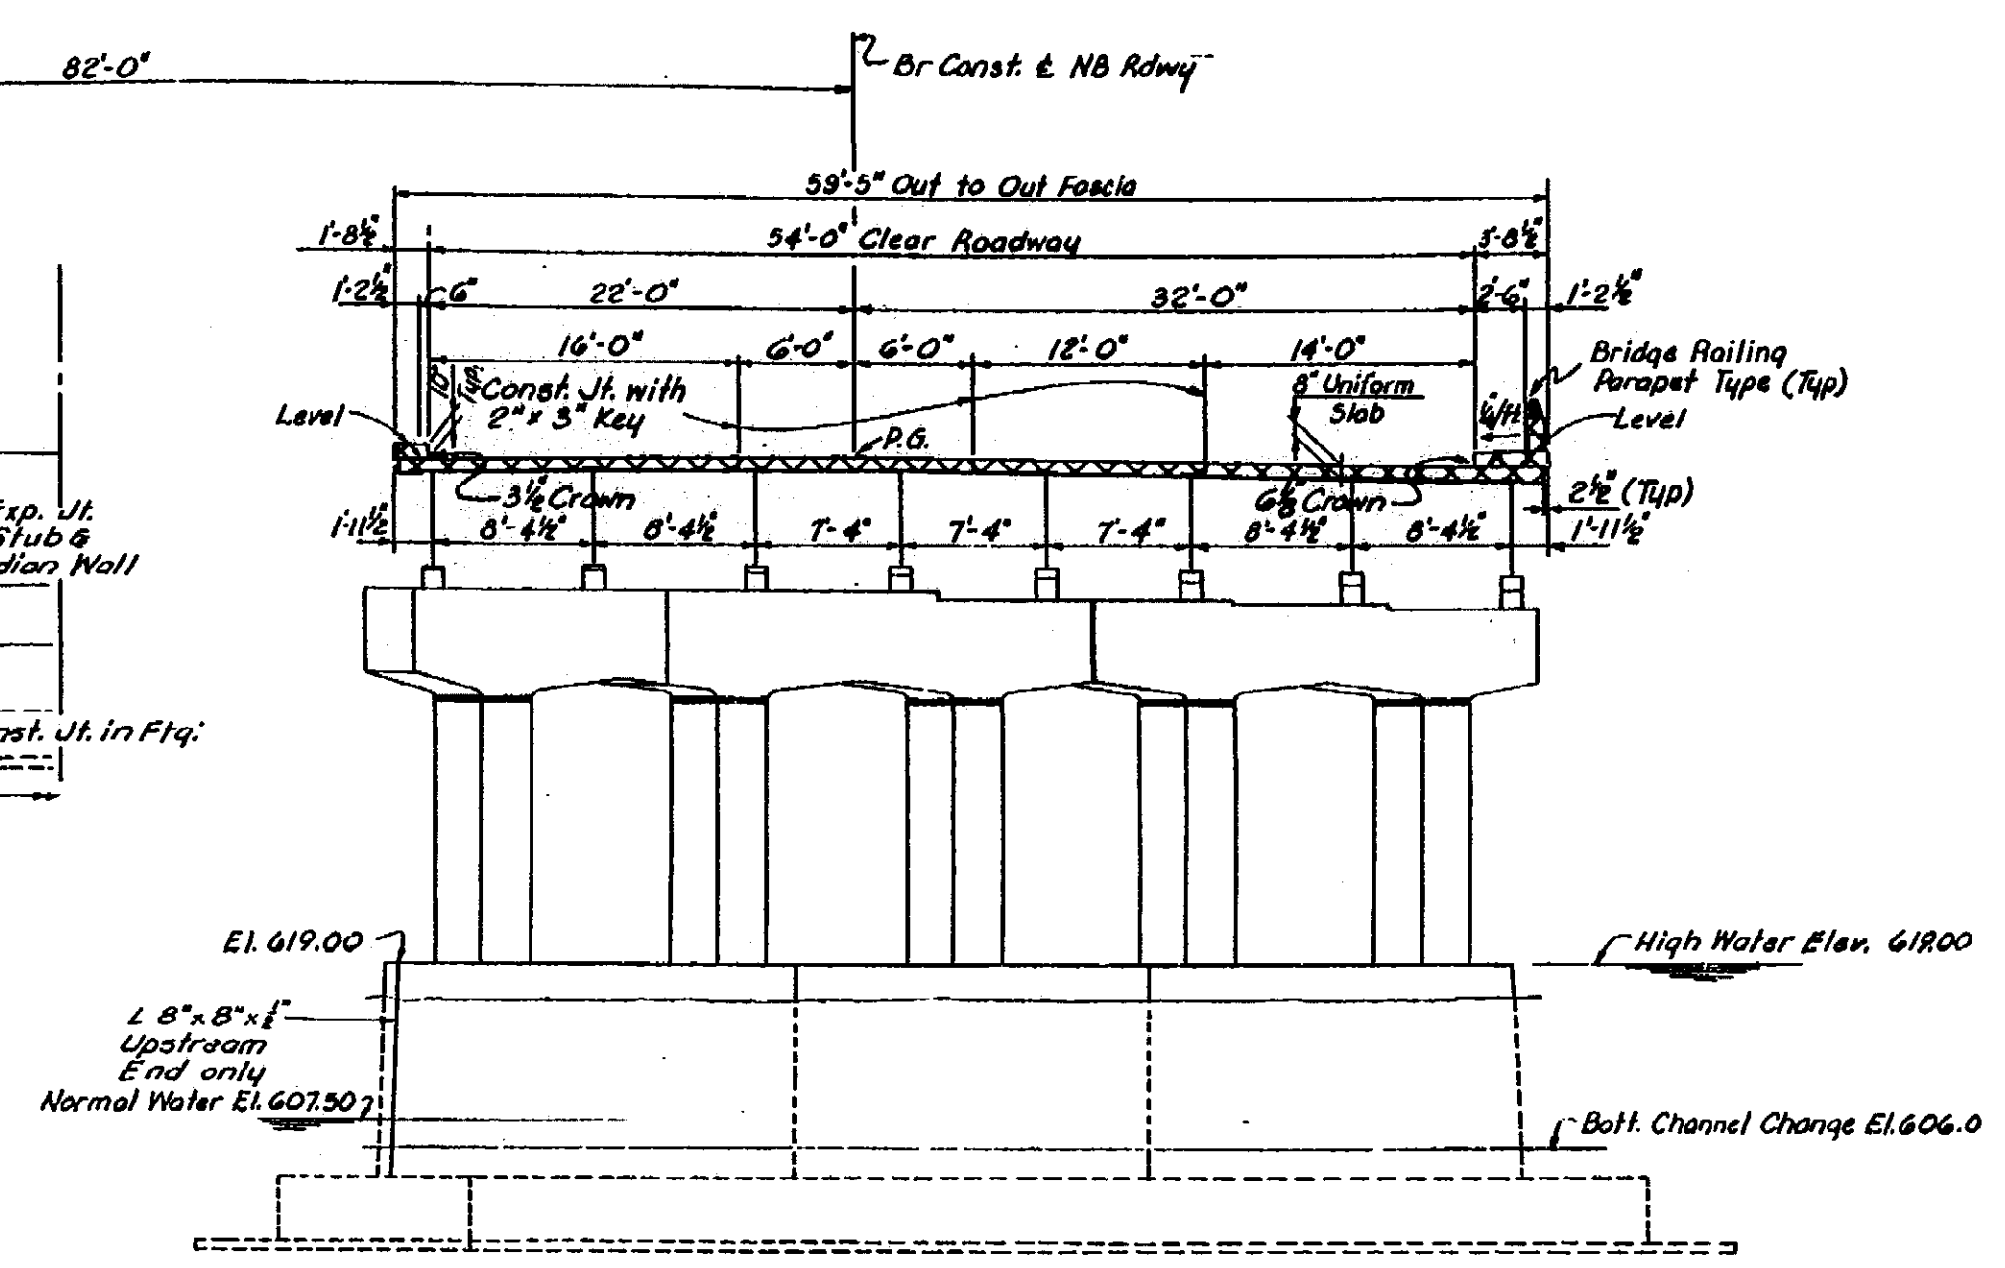 82'-0"
Br Const. ℄ NB Rdwy
59'-5" Out to Out Fascia
1'-8½"
54'-0" Clear Roadway
3'-8½"
1'-2½"
6"
22'-0"
32'-0"
2'-6"
1'-2½"
16'-0"
6'-0"
6'-0"
12'-0"
14'-0"
Bridge Railing
Parapet Type (Typ)
10"
Typ.
Const. Jt. with
2" x 3" Key
8" Uniform
Slab
¼"/ft
Level
Level
P.G.
3½" Crown
Crown
2½" (Typ)
1'-11½"
8'-4½"
8'-4½"
7'-4"
7'-4"
7'-4"
8'-4½"
8'-4½"
1'-11½"
Exp. Jt.
Stub &
dian Wall
nst. Jt. in Ftg.
El. 619.00
High Water Elev. 619.00
L 8" x 8" x ½"
Upstream
End only
Normal Water El. 607.50
Bott. Channel Change El. 606.0